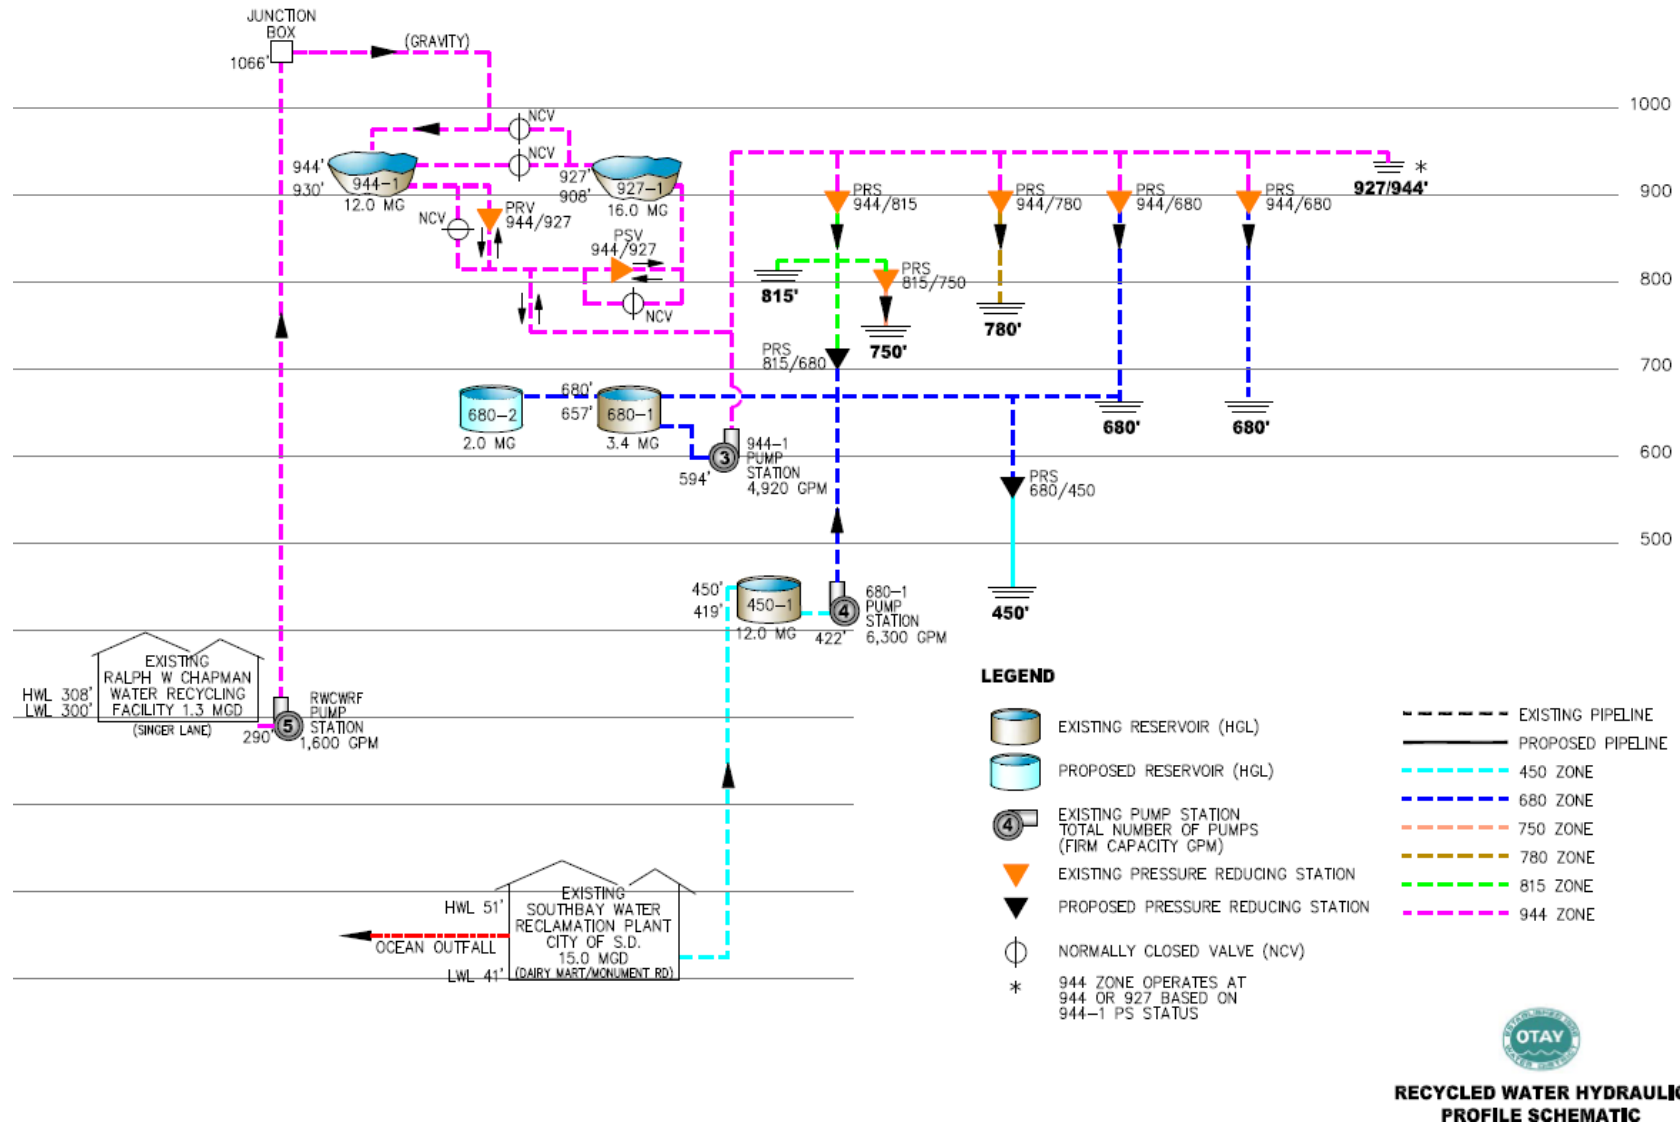 JUNCTION
BOX
1066'
(GRAVITY)
NCV
NCV
1000
944'
930'
944-1
12.0 MG
927'
908'
927-1
16.0 MG
NCV
PRV
944/927
PSV
944/927
NCV
PRS
944/815
PRS
944/780
PRS
944/680
PRS
944/680
*
927/944'
900
815'
PRS
815/750
750'
780'
800
PRS
815/680
700
680-2
2.0 MG
680'
657'
680-1
3.4 MG
680'
680'
594'
3
944-1
PUMP
STATION
4,920 GPM
600
PRS
680/450
500
450'
419'
450-1
12.0 MG
422'
4
680-1
PUMP
STATION
6,300 GPM
450'
HWL 308'
LWL 300'
EXISTING
RALPH W CHAPMAN
WATER RECYCLING
FACILITY 1.3 MGD
(SINGER LANE)
290'
5
RWCWRF
PUMP
STATION
1,600 GPM
HWL 51'
LWL 41'
OCEAN OUTFALL
EXISTING
SOUTHBAY WATER
RECLAMATION PLANT
CITY OF S.D.
15.0 MGD
(DAIRY MART/MONUMENT RD)
LEGEND
EXISTING RESERVOIR (HGL)
PROPOSED RESERVOIR (HGL)
4
EXISTING PUMP STATION
TOTAL NUMBER OF PUMPS
(FIRM CAPACITY GPM)
EXISTING PRESSURE REDUCING STATION
PROPOSED PRESSURE REDUCING STATION
NORMALLY CLOSED VALVE (NCV)
*
944 ZONE OPERATES AT
944 OR 927 BASED ON
944-1 PS STATUS
EXISTING PIPELINE
PROPOSED PIPELINE
450 ZONE
680 ZONE
750 ZONE
780 ZONE
815 ZONE
944 ZONE
OTAY
RECYCLED WATER HYDRAULIC
PROFILE SCHEMATIC